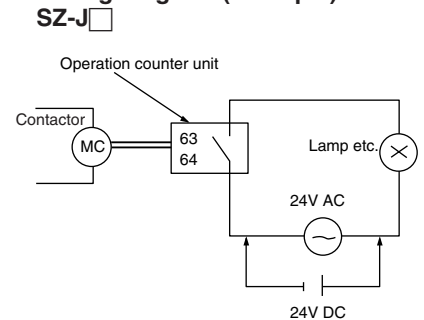 SZ-J□
Operation counter unit
Contactor
MC
63
64
Lamp etc.
24V AC
24V DC